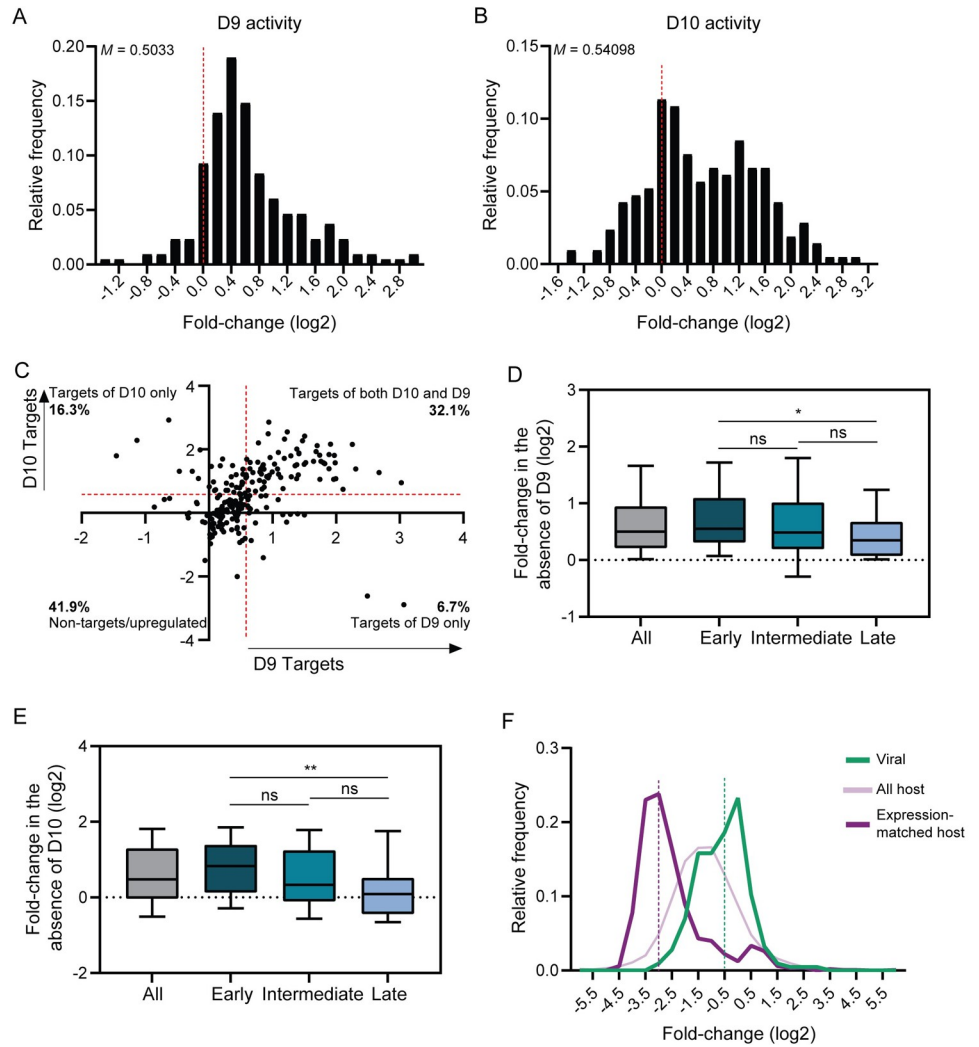 A
D9 activity
M = 0.5033
Relative frequency
0.20
0.15
0.10
0.05
0.00
-1.2
-0.8
-0.4
0.0
0.4
0.8
1.2
1.6
2.0
2.4
2.8
Fold-change (log2)
B
D10 activity
M = 0.54098
Relative frequency
0.15
0.10
0.05
0.00
-1.6
-1.2
-0.8
-0.4
0.0
0.4
0.8
1.2
1.6
2.0
2.4
2.8
3.2
Fold-change (log2)
C
D10 Targets
Targets of D10 only
16.3%
Targets of both D10 and D9
32.1%
4
2
-2
-4
-2
-1
0
1
2
3
4
41.9%
Non-targets/upregulated
6.7%
Targets of D9 only
D9 Targets
D
Fold-change in the
absence of D9 (log2)
3
2
1
0
-1
*
ns
ns
All
Early
Intermediate
Late
E
Fold-change in the
absence of D10 (log2)
4
2
0
-2
**
ns
ns
All
Early
Intermediate
Late
F
Relative frequency
0.3
0.2
0.1
0.0
-5.5
-4.5
-3.5
-2.5
-1.5
-0.5
0.5
1.5
2.5
3.5
4.5
5.5
Fold-change (log2)
Viral
All host
Expression-
matched host